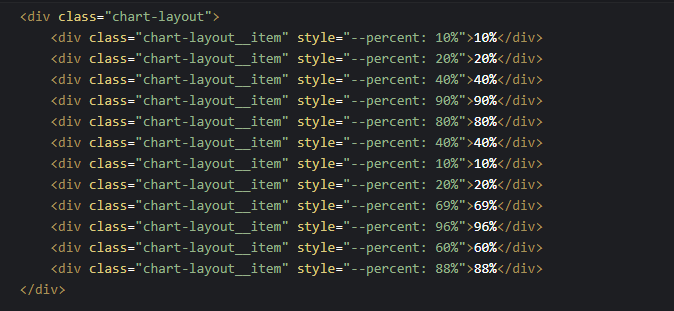 <div class="chart-layout">
    <div class="chart-layout__item" style="--percent: 10%">10%</div>
    <div class="chart-layout__item" style="--percent: 20%">20%</div>
    <div class="chart-layout__item" style="--percent: 40%">40%</div>
    <div class="chart-layout__item" style="--percent: 90%">90%</div>
    <div class="chart-layout__item" style="--percent: 80%">80%</div>
    <div class="chart-layout__item" style="--percent: 40%">40%</div>
    <div class="chart-layout__item" style="--percent: 10%">10%</div>
    <div class="chart-layout__item" style="--percent: 20%">20%</div>
    <div class="chart-layout__item" style="--percent: 69%">69%</div>
    <div class="chart-layout__item" style="--percent: 96%">96%</div>
    <div class="chart-layout__item" style="--percent: 60%">60%</div>
    <div class="chart-layout__item" style="--percent: 88%">88%</div>
</div>